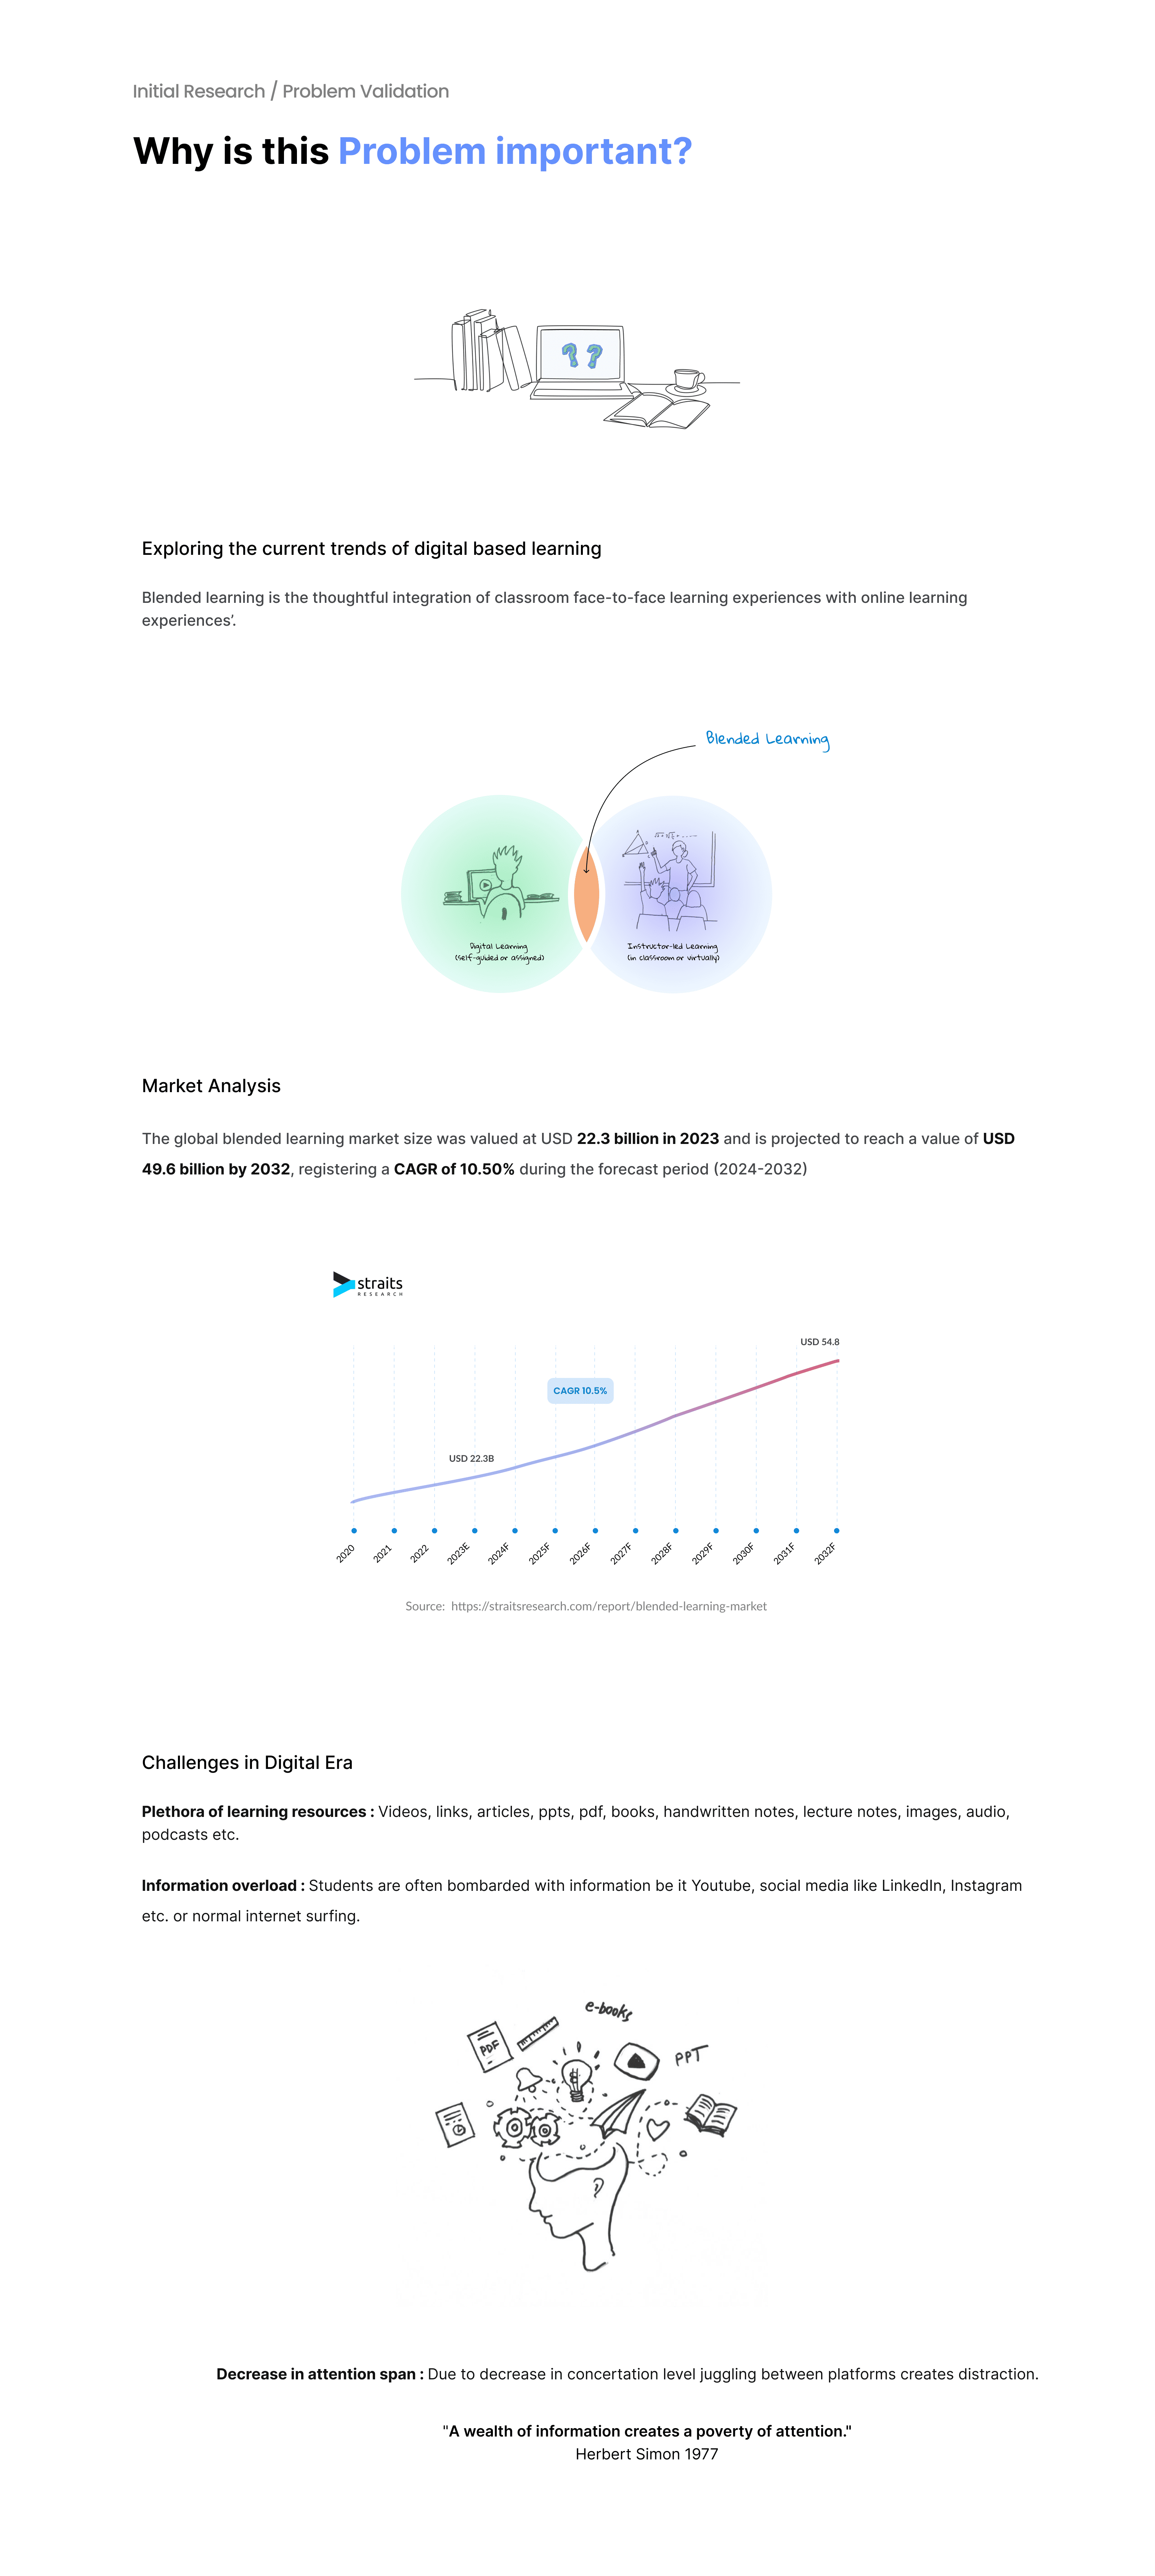 Initial Research / Problem Validation
Why is this Problem important?
? ?
Exploring the current trends of digital based learning
Blended learning is the thoughtful integration of classroom face-to-face learning experiences with online learning
experiences’.
Blended Learning
Digital Learning
(self-guided or assigned)
Instructor-led Learning
(in classroom or virtually)
Market Analysis
The global blended learning market size was valued at USD 22.3 billion in 2023 and is projected to reach a value of USD
49.6 billion by 2032, registering a CAGR of 10.50% during the forecast period (2024-2032)
straits
RESEARCH
USD 54.8
CAGR 10.5%
USD 22.3B
2020
2021
2022
2023E
2024F
2025F
2026F
2027F
2028F
2029F
2030F
2031F
2032F
Source: https://straitsresearch.com/report/blended-learning-market
Challenges in Digital Era
Plethora of learning resources : Videos, links, articles, ppts, pdf, books, handwritten notes, lecture notes, images, audio,
podcasts etc.
Information overload : Students are often bombarded with information be it Youtube, social media like LinkedIn, Instagram
etc. or normal internet surfing.
e-books
PDF
PPT
Decrease in attention span : Due to decrease in concertation level juggling between platforms creates distraction.
"A wealth of information creates a poverty of attention."
Herbert Simon 1977